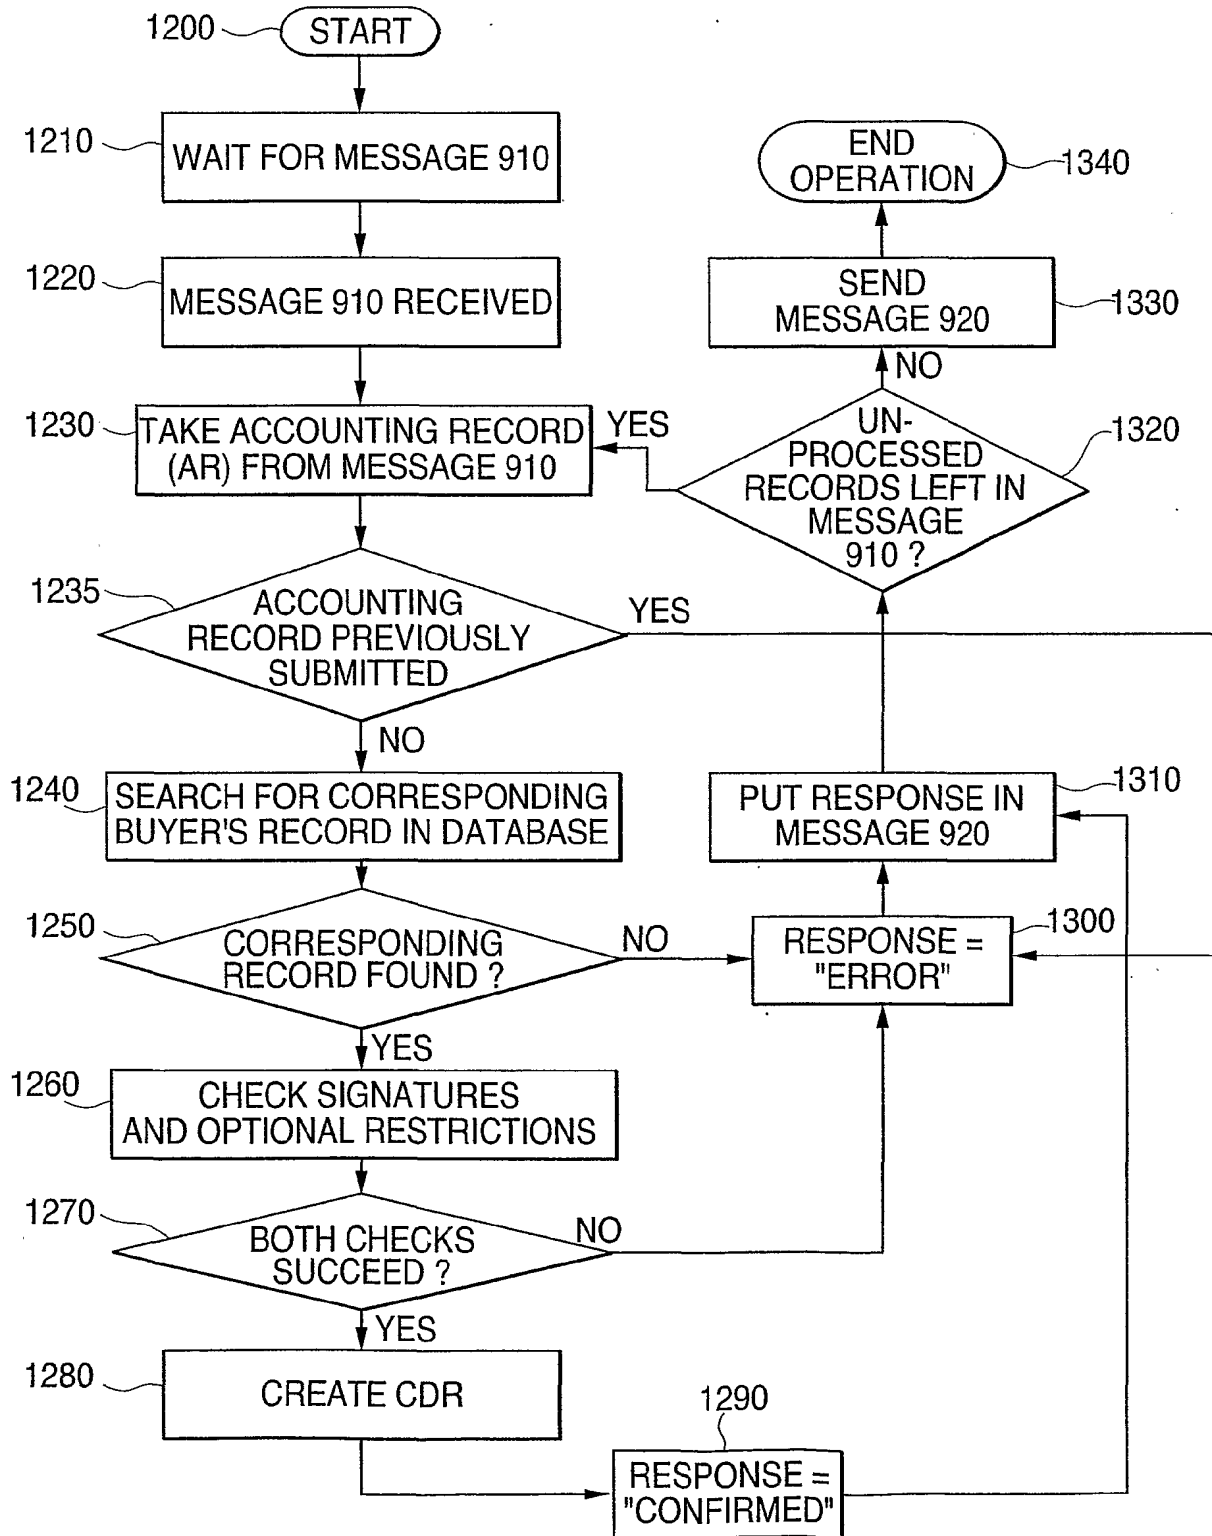 1200
START
1210
WAIT FOR MESSAGE 910
1220
MESSAGE 910 RECEIVED
1230
TAKE ACCOUNTING RECORD
(AR) FROM MESSAGE 910
1235
ACCOUNTING
RECORD PREVIOUSLY
SUBMITTED
YES
NO
1240
SEARCH FOR CORRESPONDING
BUYER'S RECORD IN DATABASE
1250
CORRESPONDING
RECORD FOUND ?
NO
YES
1260
CHECK SIGNATURES
AND OPTIONAL RESTRICTIONS
1270
BOTH CHECKS
SUCCEED ?
NO
YES
1280
CREATE CDR
1290
RESPONSE =
"CONFIRMED"
1300
RESPONSE =
"ERROR"
1310
PUT RESPONSE IN
MESSAGE 920
1320
UN-
PROCESSED
RECORDS LEFT IN
MESSAGE
910 ?
YES
NO
1330
SEND
MESSAGE 920
1340
END
OPERATION